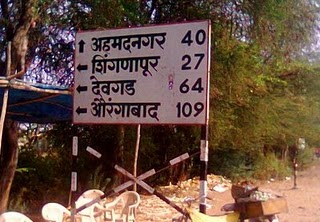 ↑ अहमदनगर 40
← शिंगणापूर 27
← देवगड 64
← औरंगाबाद 109